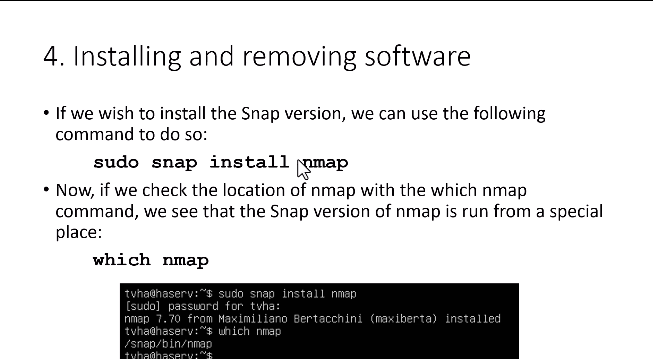 4. Installing and removing software
• If we wish to install the Snap version, we can use the following
command to do so:
sudo snap install nmap
• Now, if we check the location of nmap with the which nmap
command, we see that the Snap version of nmap is run from a special
place:
which nmap
tvha@haserv:~$ sudo snap install nmap
[sudo] password for tvha:
nmap 7.70 from Maximiliano Bertacchini (maxiberta) installed
tvha@haserv:~$ which nmap
/snap/bin/nmap
tvha@haserv:~$